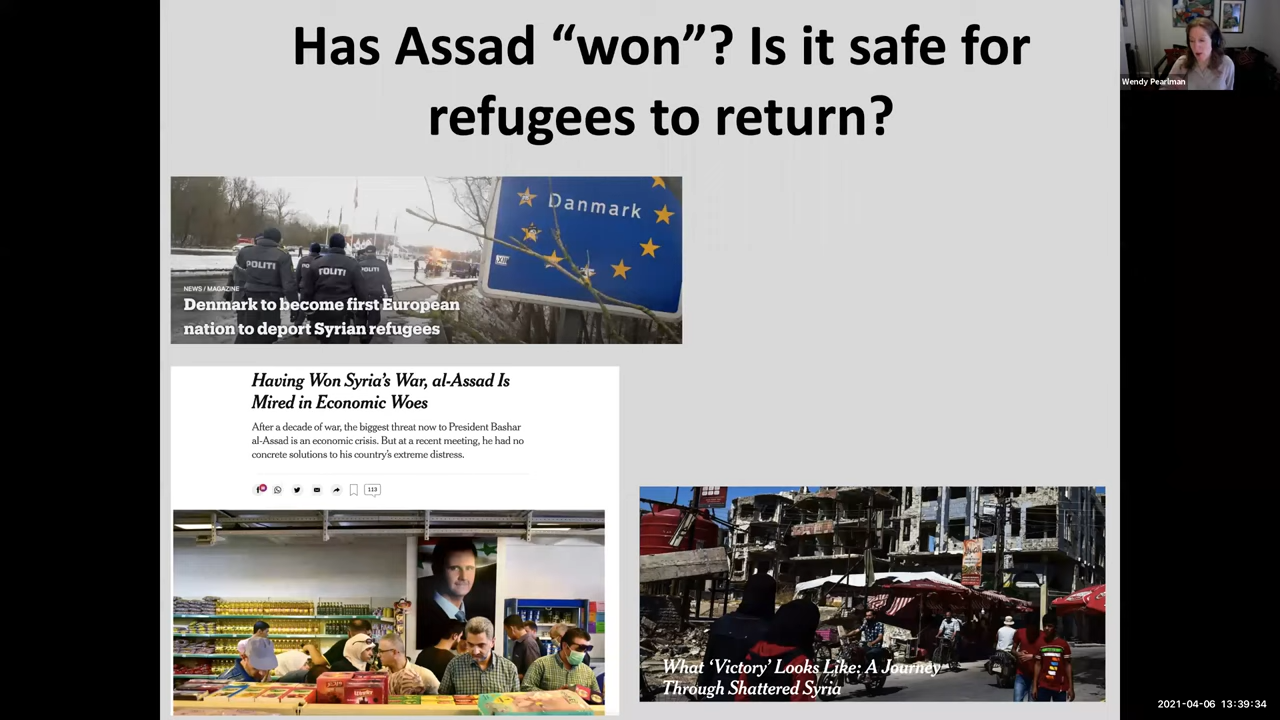 Has Assad “won”? Is it safe for
refugees to return?
Wendy Pearlman
Danmark
POLITI
POLITI
POLITI
NEWS / MAGAZINE
Denmark to become first European
nation to deport Syrian refugees
Having Won Syria’s War, al-Assad Is
Mired in Economic Woes
After a decade of war, the biggest threat now to President Bashar
al-Assad is an economic crisis. But at a recent meeting, he had no
concrete solutions to his country’s extreme distress.
113
What ‘Victory’ Looks Like: A Journey
Through Shattered Syria
2021-04-06 13:39:34